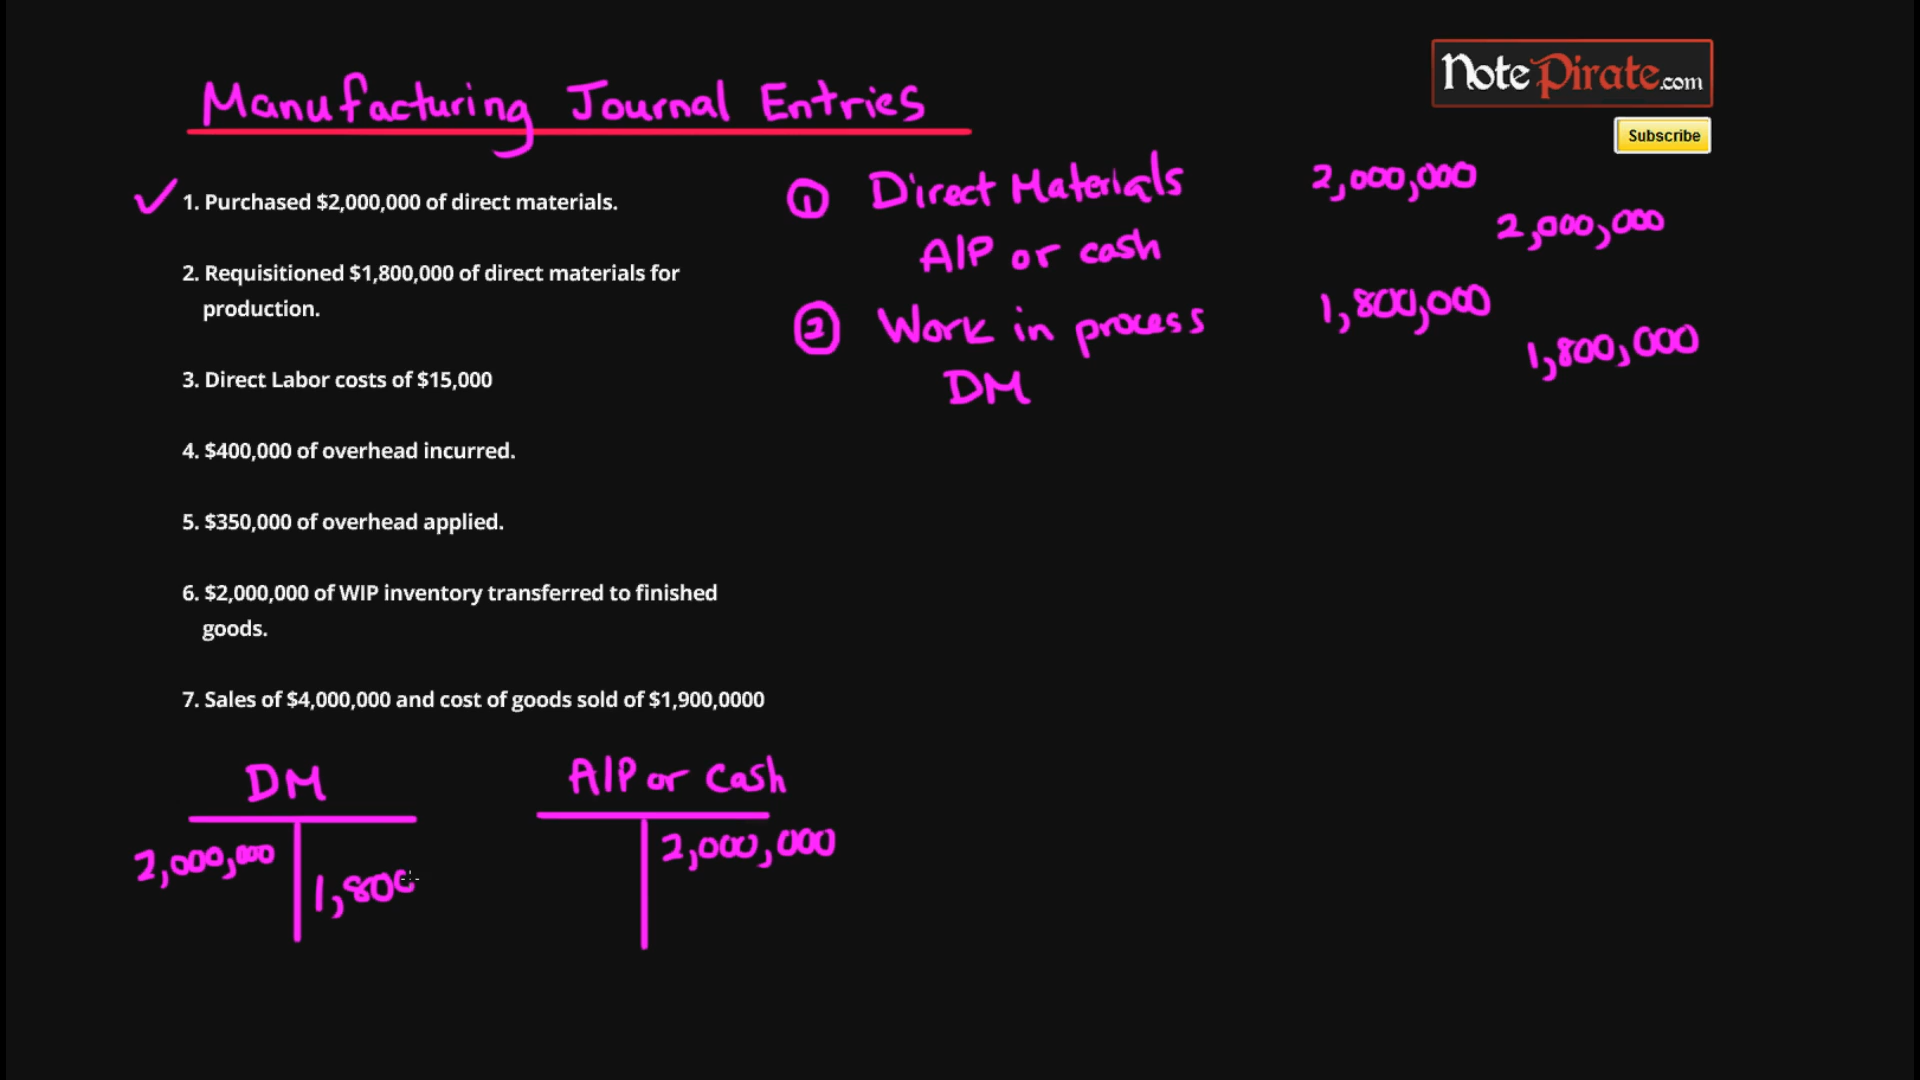 Manufacturing Journal Entries
NotePirate.com
Subscribe
✓ 1. Purchased $2,000,000 of direct materials.
2. Requisitioned $1,800,000 of direct materials for
production.
3. Direct Labor costs of $15,000
4. $400,000 of overhead incurred.
5. $350,000 of overhead applied.
6. $2,000,000 of WIP inventory transferred to finished
goods.
7. Sales of $4,000,000 and cost of goods sold of $1,900,0000
① Direct Materials 2,000,000
A/P or cash 2,000,000
② Work in process 1,800,000
DM 1,800,000
DM
2,000,000
1,800
A/P or Cash
2,000,000